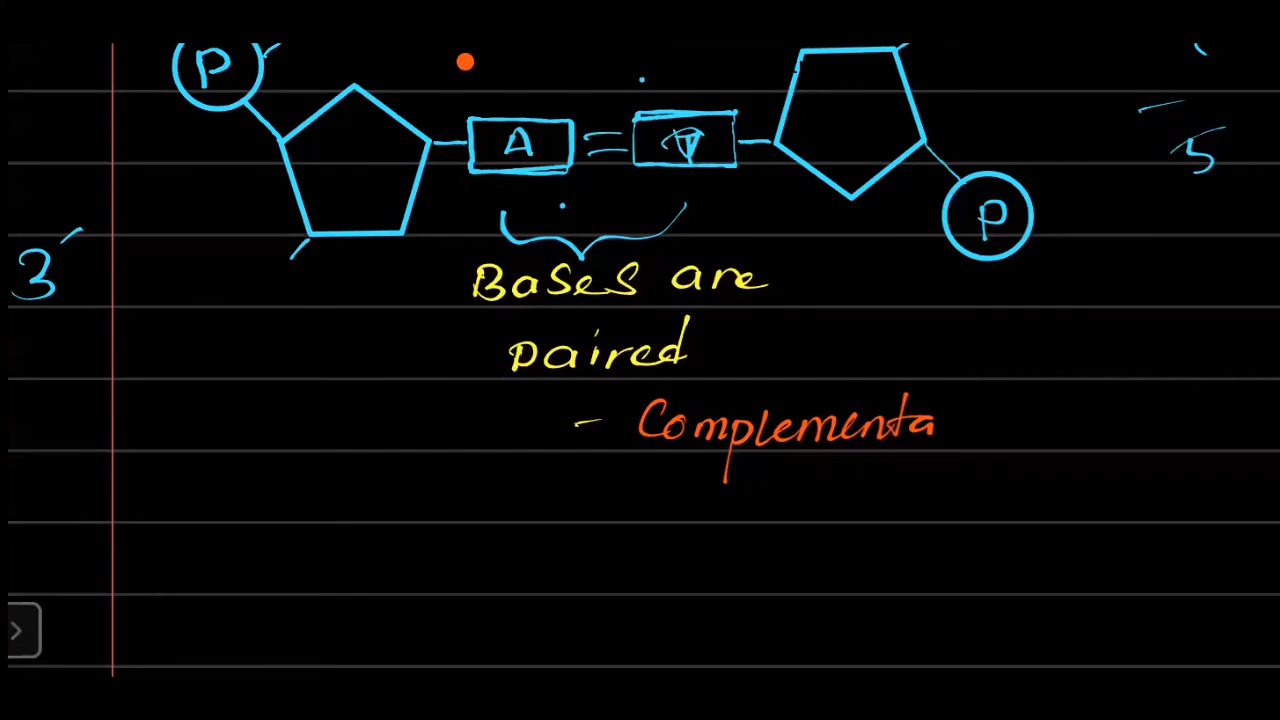 P
A = T
5
P
3'
Bases are
paired
- Complementa